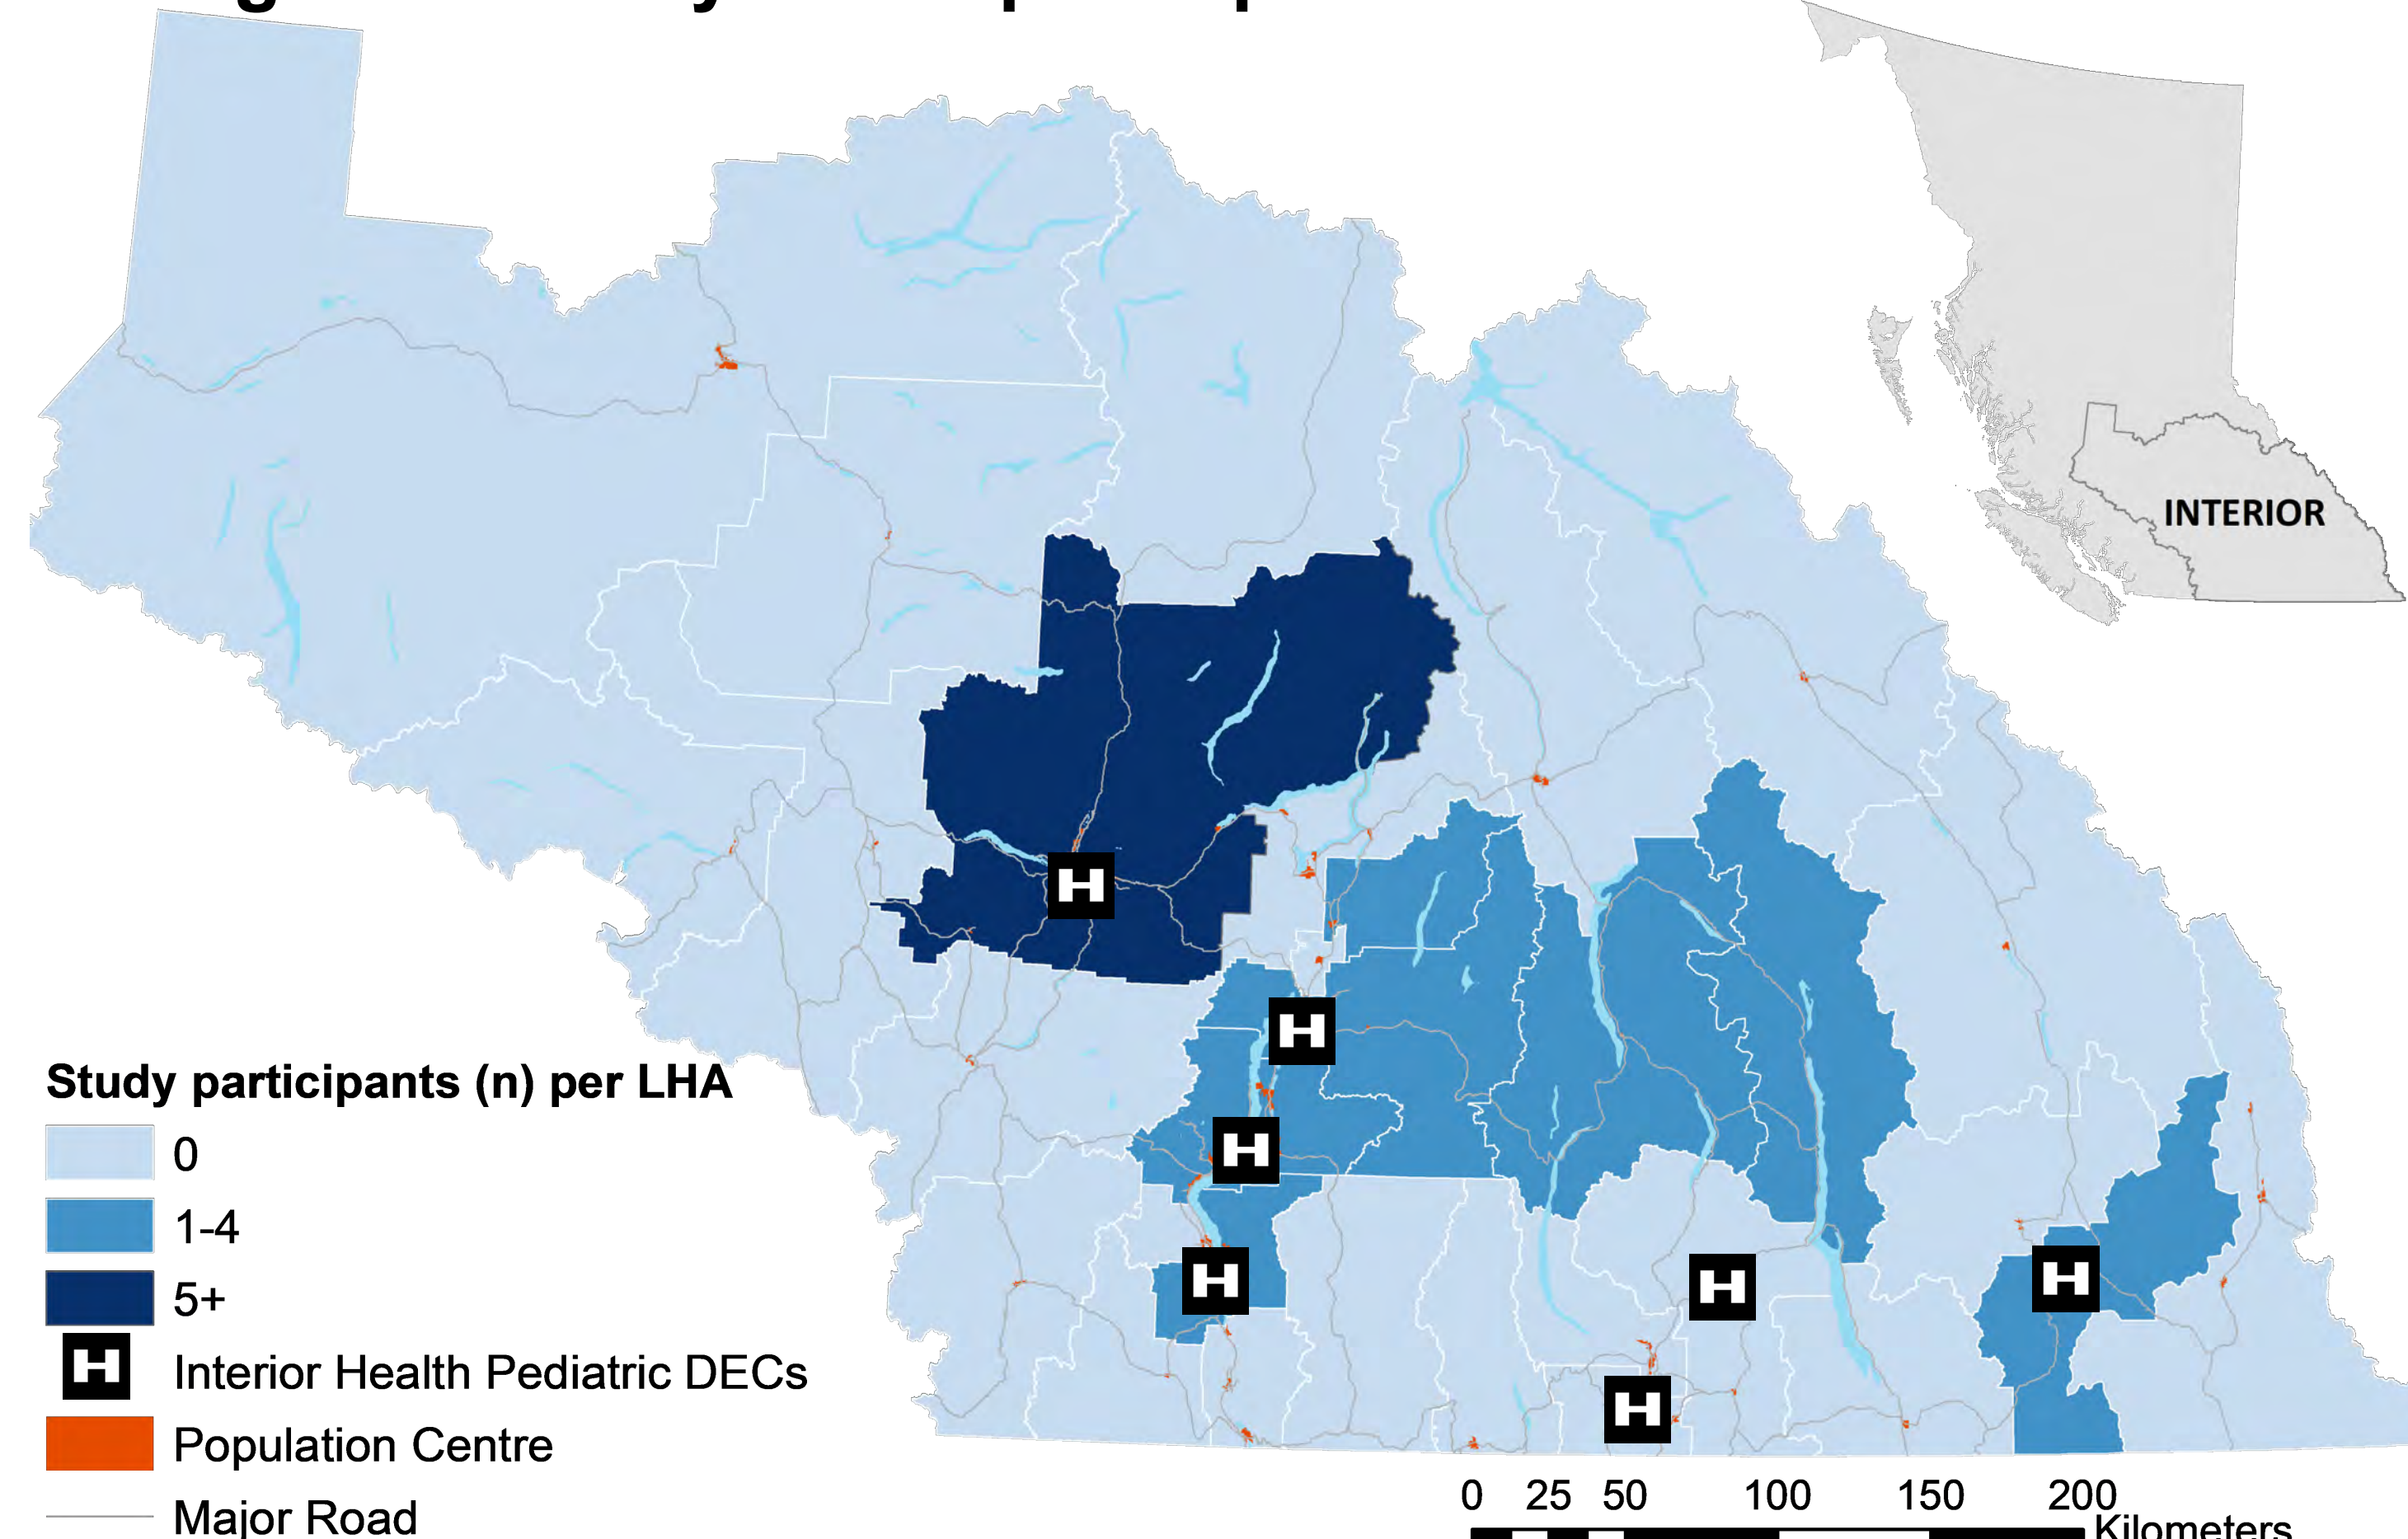 INTERIOR
Study participants (n) per LHA
0
1-4
5+
H Interior Health Pediatric DECs
Population Centre
Major Road
H
H
H
H
H
H
H
0 25 50 100 150 200
Kilometers